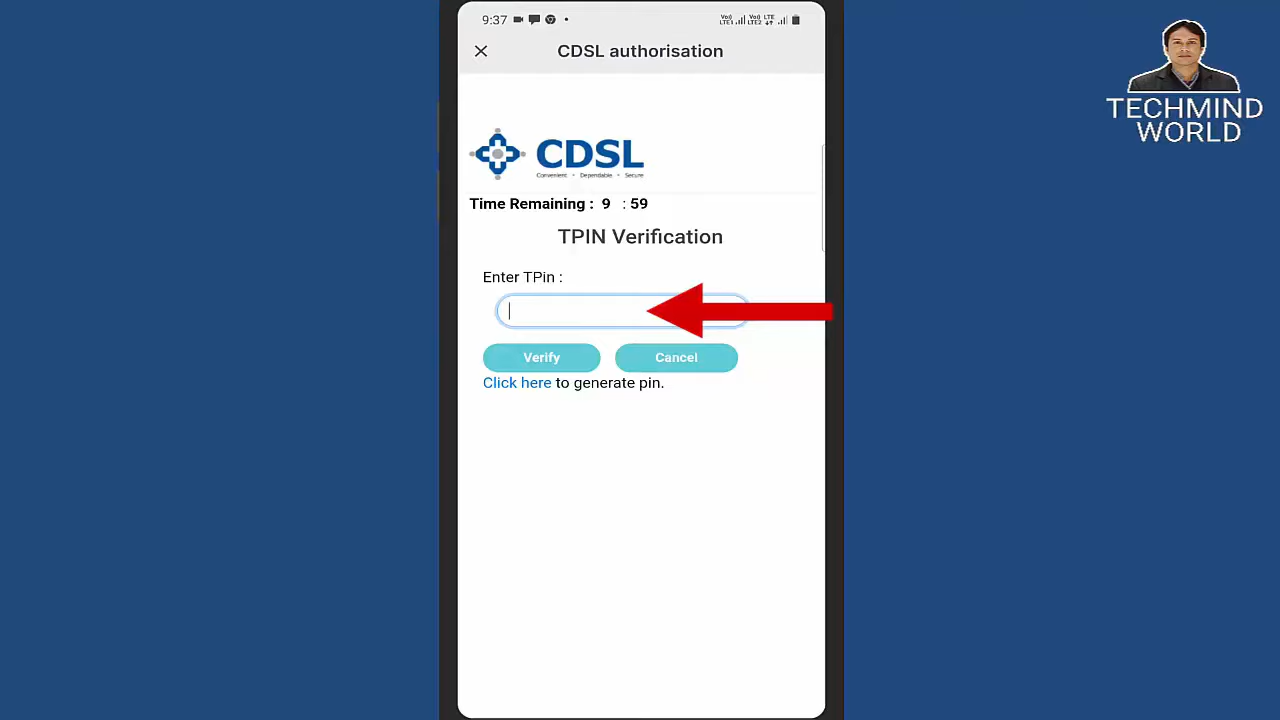 9:37
CDSL authorisation
TECHMIND
WORLD
CDSL
Convenient • Dependable • Secure
Time Remaining : 9 : 59
TPIN Verification
Enter TPin :
Verify Cancel
Click here to generate pin.